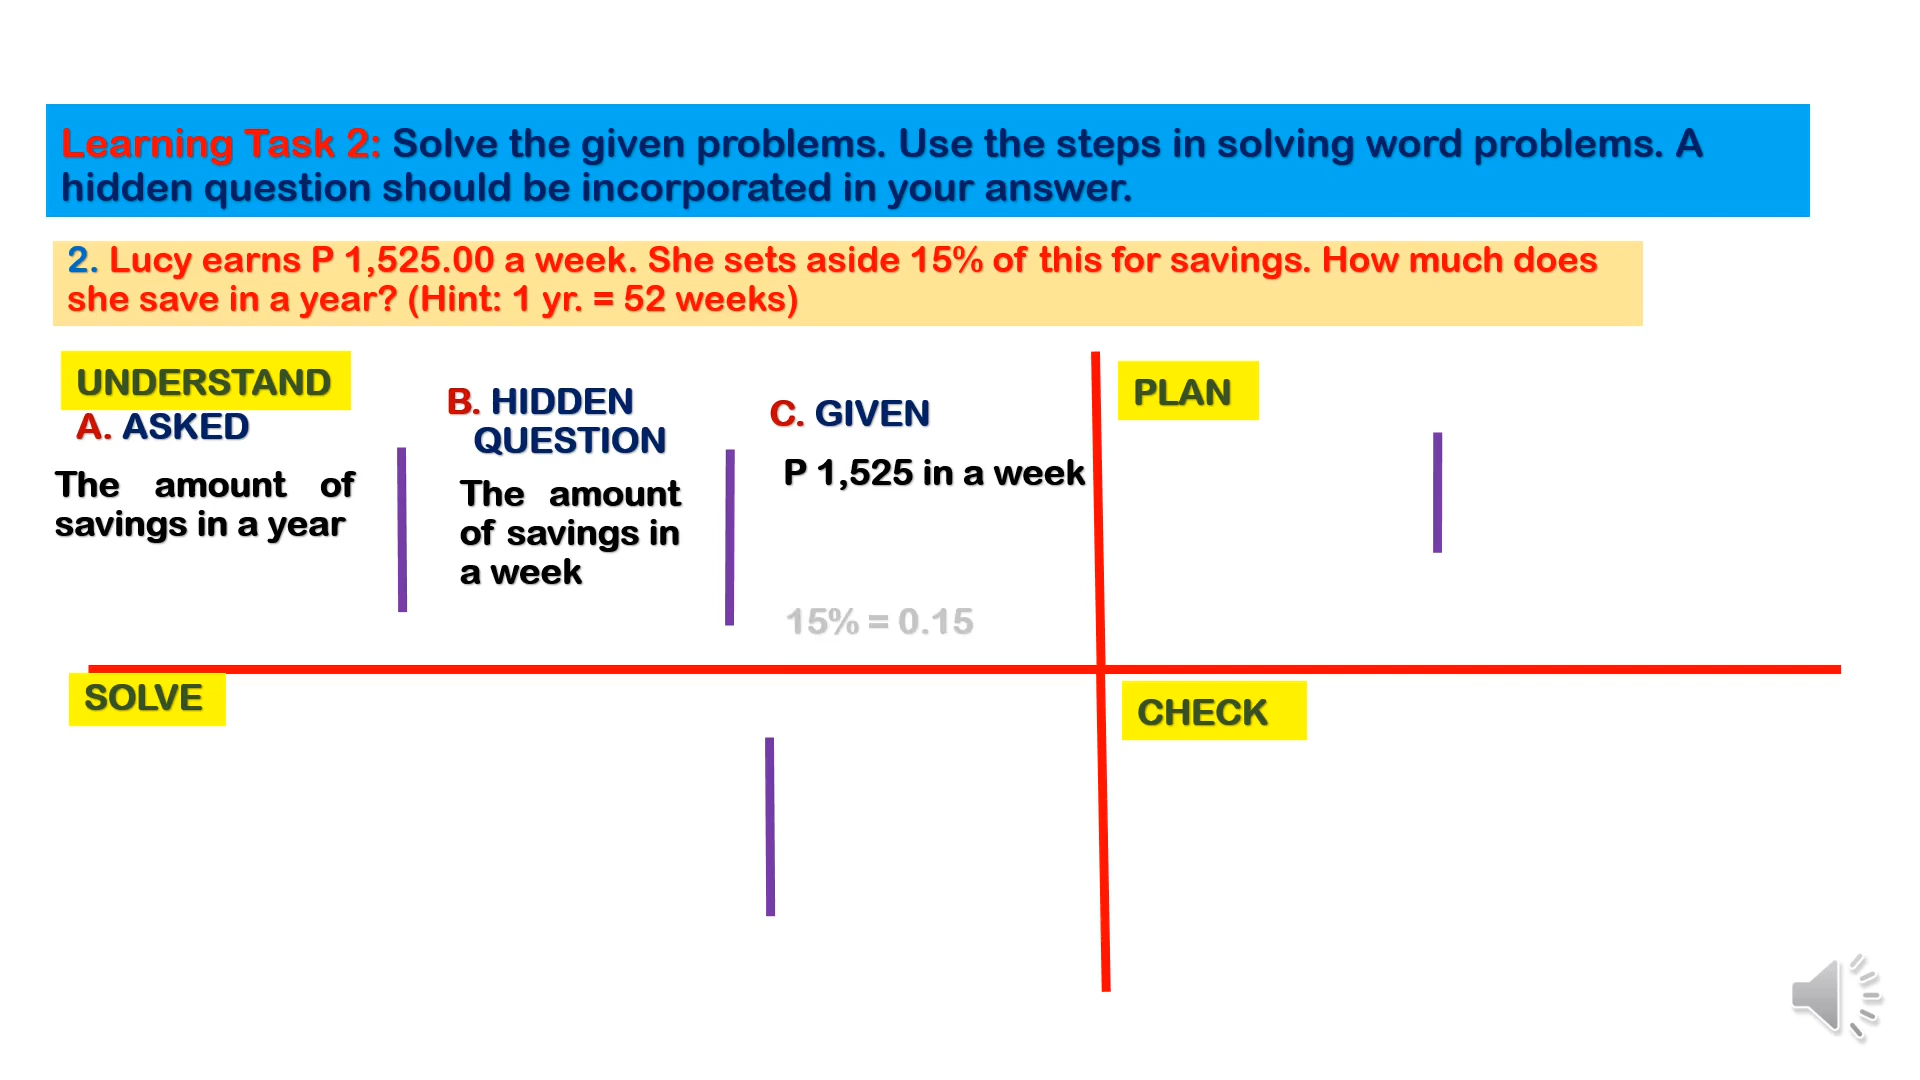 Learning Task 2: Solve the given problems. Use the steps in solving word problems. A
hidden question should be incorporated in your answer.
2. Lucy earns P 1,525.00 a week. She sets aside 15% of this for savings. How much does
she save in a year? (Hint: 1 yr. = 52 weeks)
UNDERSTAND
A. ASKED
The amount of
savings in a year
B. HIDDEN
QUESTION
The amount
of savings in
a week
C. GIVEN
P 1,525 in a week
15% = 0.15
PLAN
SOLVE
CHECK